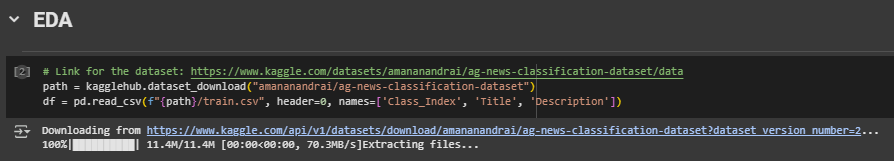 EDA
[2]
# Link for the dataset: https://www.kaggle.com/datasets/amananandrai/ag-news-classification-dataset/data
path = kagglehub.dataset_download("amananandrai/ag-news-classification-dataset")
df = pd.read_csv(f"{path}/train.csv", header=0, names=['Class_Index', 'Title', 'Description'])
Downloading from https://www.kaggle.com/api/v1/datasets/download/amananandrai/ag-news-classification-dataset?dataset_version_number=2...
100%|██████████| 11.4M/11.4M [00:00<00:00, 70.3MB/s]Extracting files...